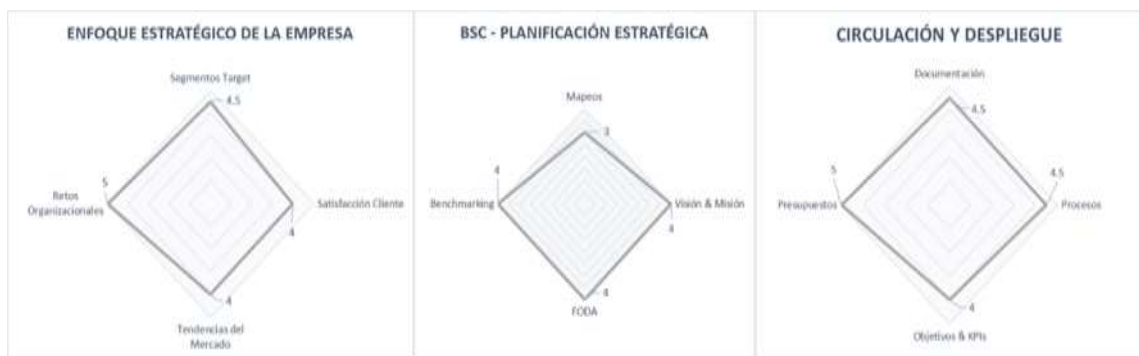 ENFOQUE ESTRATÉGICO DE LA EMPRESA
Segmentos Target
4.5
5
Retos
Organizacionales
Satisfacción Cliente
4
4
Tendencias del
Mercado
BSC - PLANIFICACIÓN ESTRATÉGICA
Mapeos
3
4
Benchmarking
Visión & Misión
4
4
FODA
CIRCULACIÓN Y DESPLIEGUE
Documentación
4.5
5
4.5
Presupuestos
Procesos
4
Objetivos & KPIs